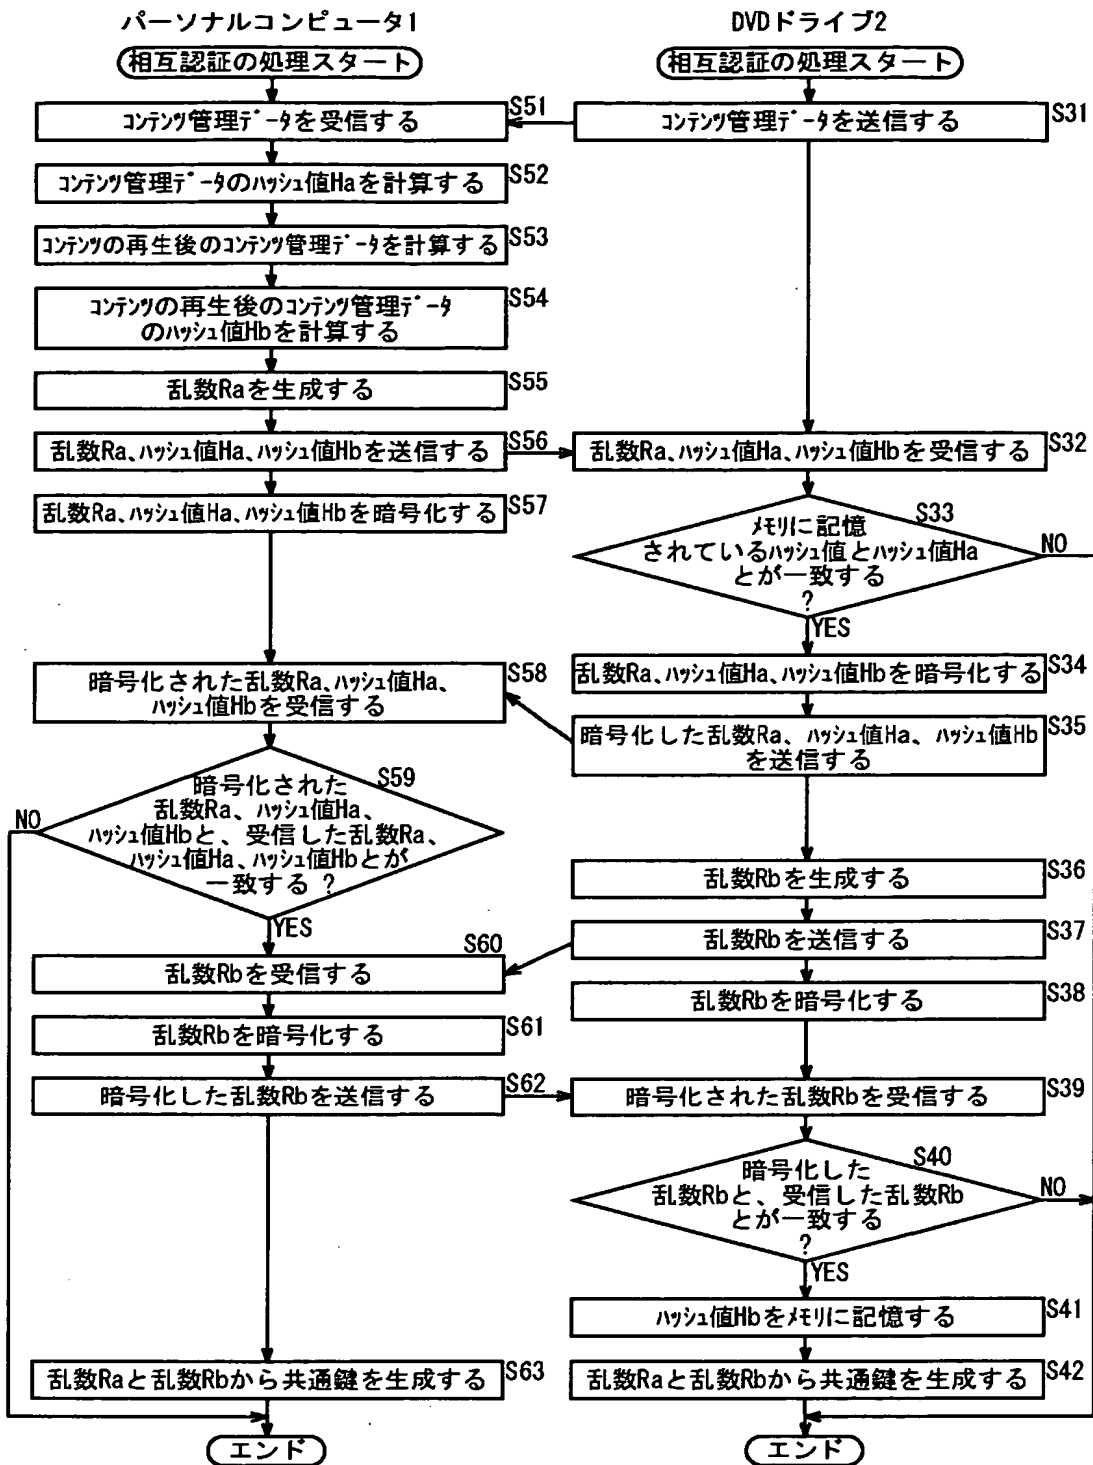 パーソナルコンピュータ1
相互認証の処理スタート
コンテンツ管理データを受信する
S51
コンテンツ管理データのハッシュ値Haを計算する
S52
コンテンツの再生後のコンテンツ管理データを計算する
S53
コンテンツの再生後のコンテンツ管理データ
のハッシュ値Hbを計算する
S54
乱数Raを生成する
S55
乱数Ra、ハッシュ値Ha、ハッシュ値Hbを送信する
S56
乱数Ra、ハッシュ値Ha、ハッシュ値Hbを暗号化する
S57
暗号化された乱数Ra、ハッシュ値Ha、
ハッシュ値Hbを受信する
S58
暗号化された
乱数Ra、ハッシュ値Ha、
ハッシュ値Hbと、受信した乱数Ra、
ハッシュ値Ha、ハッシュ値Hbとが
一致する ?
S59
NO
YES
乱数Rbを受信する
S60
乱数Rbを暗号化する
S61
暗号化した乱数Rbを送信する
S62
乱数Raと乱数Rbから共通鍵を生成する
S63
エンド
DVDドライブ2
相互認証の処理スタート
コンテンツ管理データを送信する
S31
乱数Ra、ハッシュ値Ha、ハッシュ値Hbを受信する
S32
メモリに記憶
されているハッシュ値とハッシュ値Ha
とが一致する
?
S33
NO
YES
乱数Ra、ハッシュ値Ha、ハッシュ値Hbを暗号化する
S34
暗号化した乱数Ra、ハッシュ値Ha、ハッシュ値Hb
を送信する
S35
乱数Rbを生成する
S36
乱数Rbを送信する
S37
乱数Rbを暗号化する
S38
暗号化された乱数Rbを受信する
S39
暗号化した
乱数Rbと、受信した乱数Rb
とが一致する
?
S40
NO
YES
ハッシュ値Hbをメモリに記憶する
S41
乱数Raと乱数Rbから共通鍵を生成する
S42
エンド